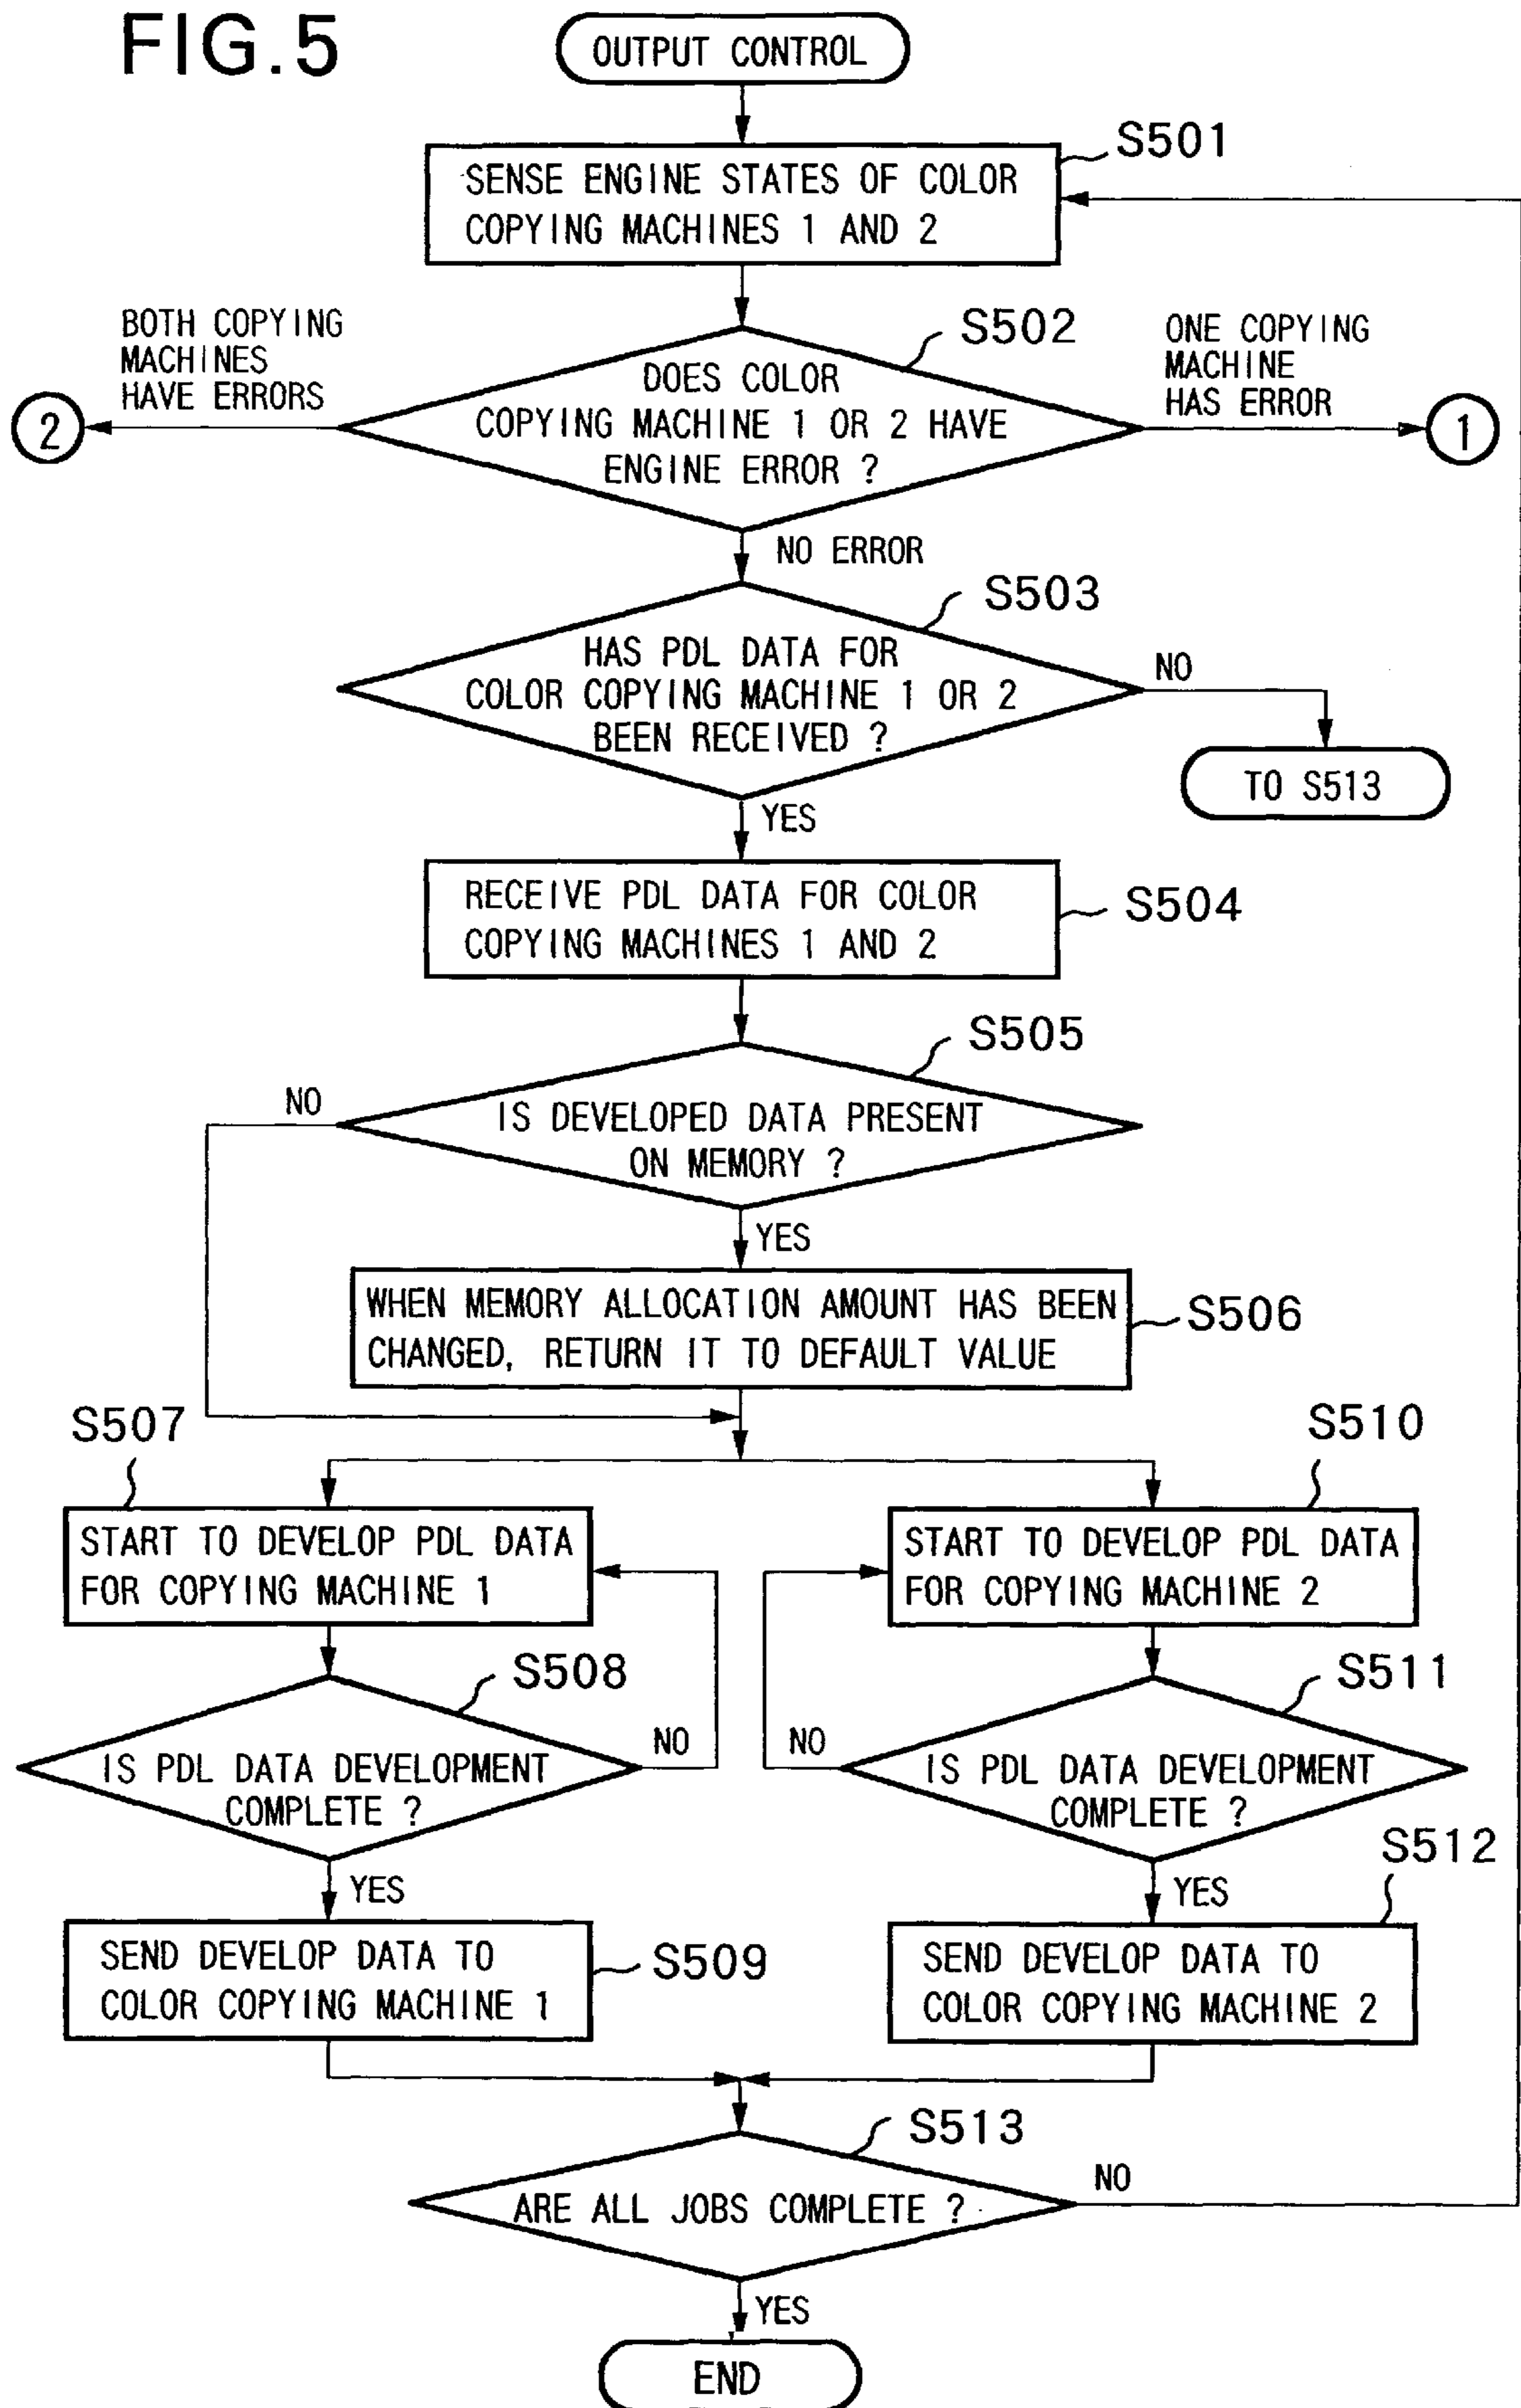 FIG.5
OUTPUT CONTROL
S501
SENSE ENGINE STATES OF COLOR
COPYING MACHINES 1 AND 2
BOTH COPYING
MACHINES
HAVE ERRORS
S502
ONE COPYING
MACHINE
HAS ERROR
DOES COLOR
COPYING MACHINE 1 OR 2 HAVE
ENGINE ERROR ?
2
1
NO ERROR
S503
HAS PDL DATA FOR
COLOR COPYING MACHINE 1 OR 2
BEEN RECEIVED ?
NO
TO S513
YES
RECEIVE PDL DATA FOR COLOR
COPYING MACHINES 1 AND 2
S504
S505
NO
IS DEVELOPED DATA PRESENT
ON MEMORY ?
YES
WHEN MEMORY ALLOCATION AMOUNT HAS BEEN
CHANGED, RETURN IT TO DEFAULT VALUE
S506
S507
S510
START TO DEVELOP PDL DATA
FOR COPYING MACHINE 1
START TO DEVELOP PDL DATA
FOR COPYING MACHINE 2
S508
S511
IS PDL DATA DEVELOPMENT
COMPLETE ?
NO
NO
IS PDL DATA DEVELOPMENT
COMPLETE ?
S512
YES
YES
SEND DEVELOP DATA TO
COLOR COPYING MACHINE 1
S509
SEND DEVELOP DATA TO
COLOR COPYING MACHINE 2
S513
ARE ALL JOBS COMPLETE ?
NO
YES
END